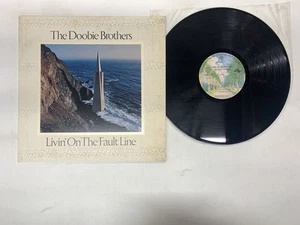 The Doobie Brothers
Livin' On The Fault Line